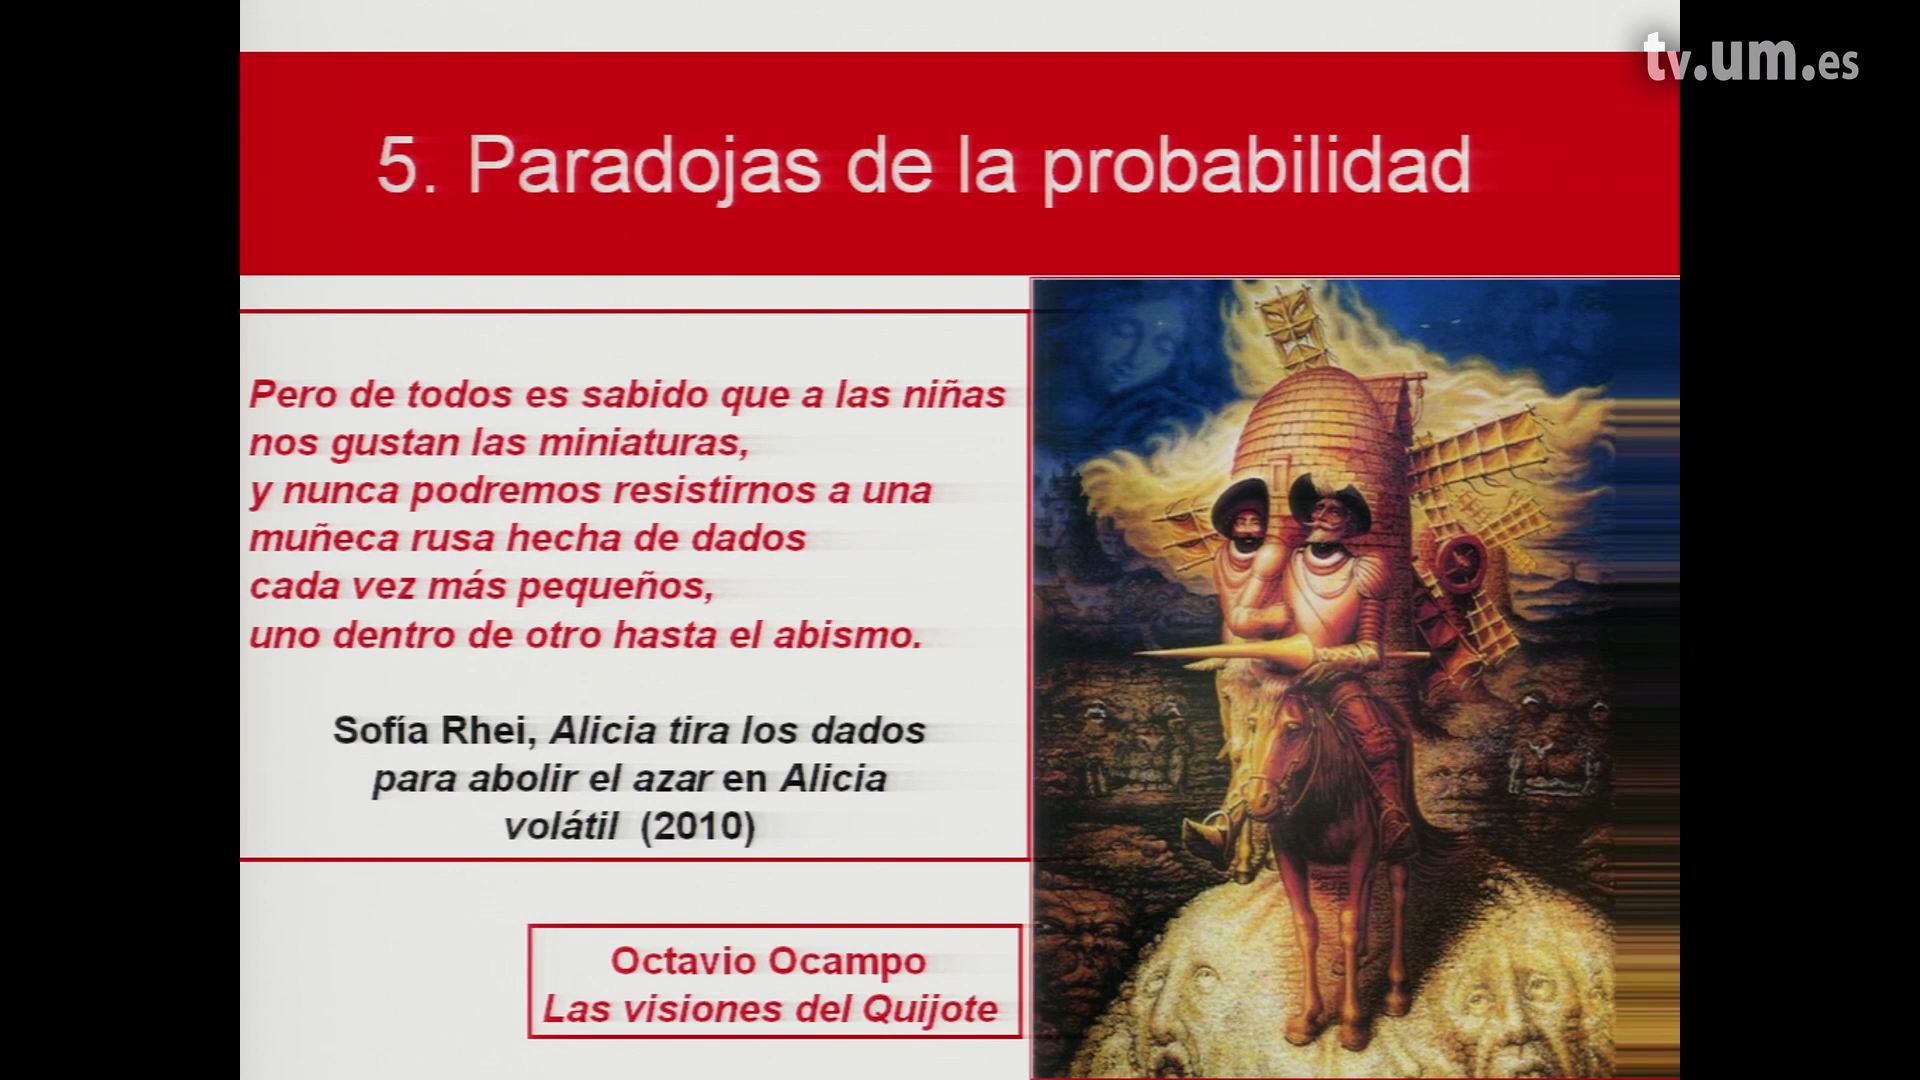 tv.um.es
5. Paradojas de la probabilidad
Pero de todos es sabido que a las niñas
nos gustan las miniaturas,
y nunca podremos resistirnos a una
muñeca rusa hecha de dados
cada vez más pequeños,
uno dentro de otro hasta el abismo.
Sofía Rhei, Alicia tira los dados
para abolir el azar en Alicia
volátil (2010)
Octavio Ocampo
Las visiones del Quijote